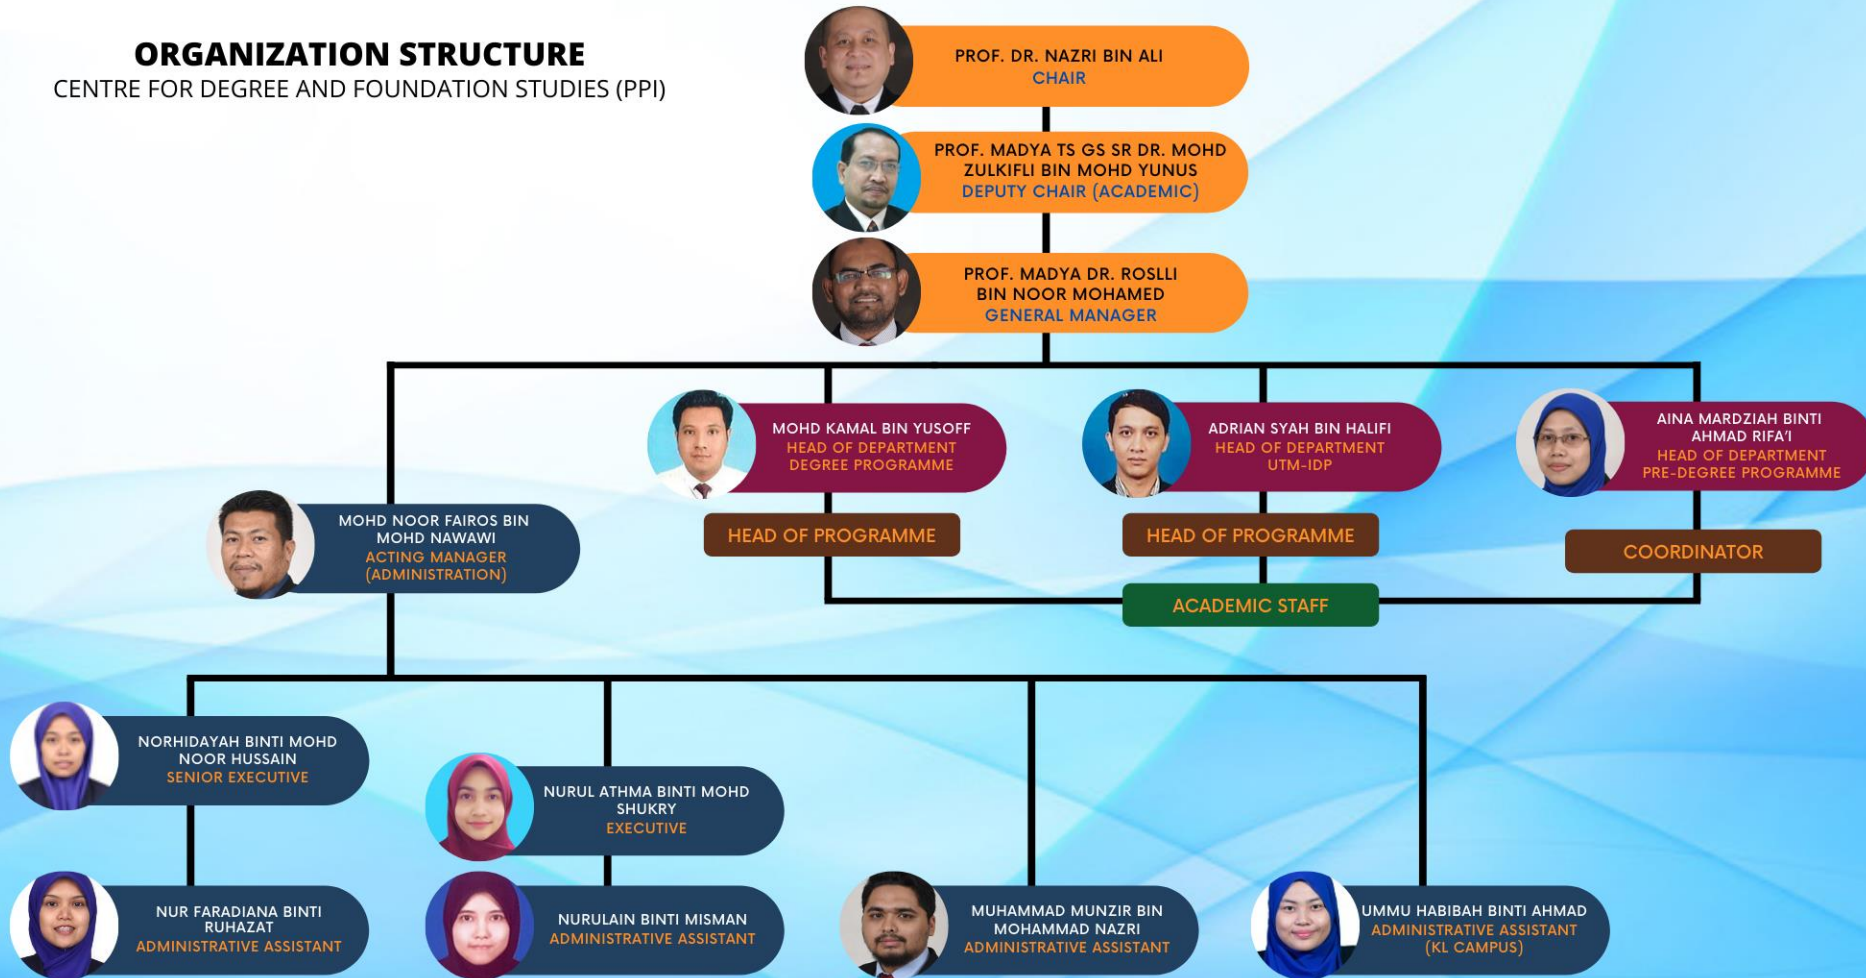 ORGANIZATION STRUCTURE
CENTRE FOR DEGREE AND FOUNDATION STUDIES (PPI)
PROF. DR. NAZRI BIN ALI
CHAIR
PROF. MADYA TS GS SR DR. MOHD
ZULKIFLI BIN MOHD YUNUS
DEPUTY CHAIR (ACADEMIC)
PROF. MADYA DR. ROSLLI
BIN NOOR MOHAMED
GENERAL MANAGER
MOHD KAMAL BIN YUSOFF
HEAD OF DEPARTMENT
DEGREE PROGRAMME
ADRIAN SYAH BIN HALIFI
HEAD OF DEPARTMENT
UTM-IDP
AINA MARDZIAH BINTI
AHMAD RIFA'I
HEAD OF DEPARTMENT
PRE-DEGREE PROGRAMME
MOHD NOOR FAIROS BIN
MOHD NAWAWI
ACTING MANAGER
(ADMINISTRATION)
HEAD OF PROGRAMME
HEAD OF PROGRAMME
COORDINATOR
ACADEMIC STAFF
NORHIDAYAH BINTI MOHD
NOOR HUSSAIN
SENIOR EXECUTIVE
NURUL ATHMA BINTI MOHD
SHUKRY
EXECUTIVE
NUR FARADIANA BINTI
RUHAZAT
ADMINISTRATIVE ASSISTANT
NURULAIN BINTI MISMAN
ADMINISTRATIVE ASSISTANT
MUHAMMAD MUNZIR BIN
MOHAMMAD NAZRI
ADMINISTRATIVE ASSISTANT
UMMU HABIBAH BINTI AHMAD
ADMINISTRATIVE ASSISTANT
(KL CAMPUS)